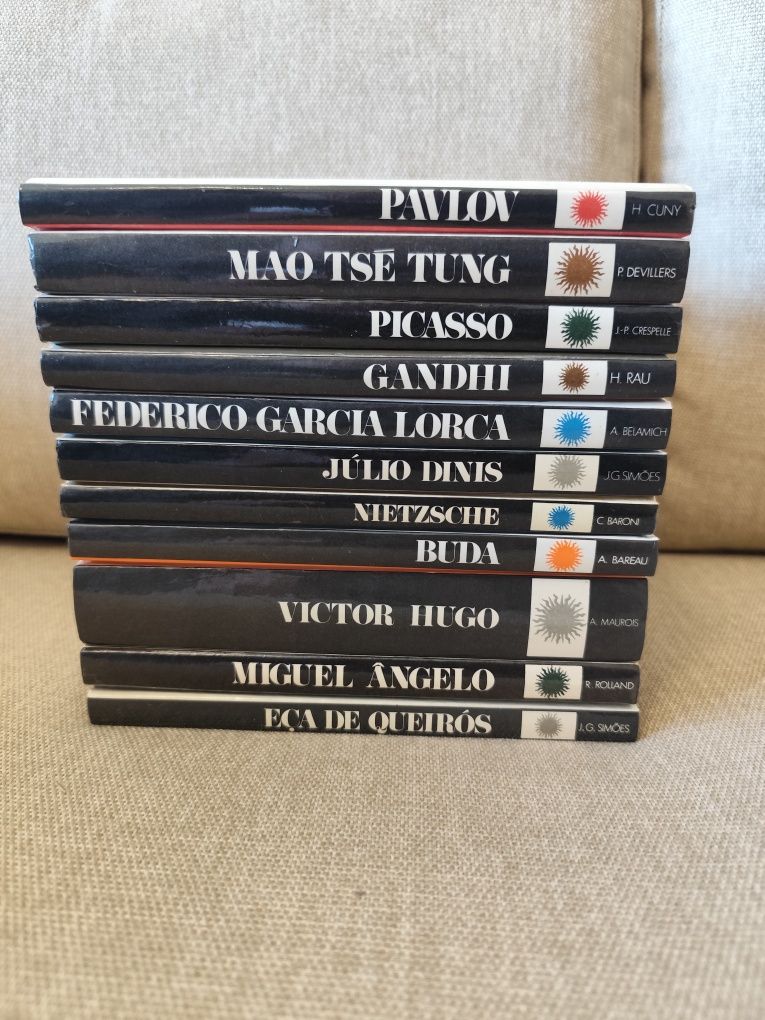 PAVLOV H. CUNY
MAO TSÉ TUNG P. DEVILLERS
PICASSO J.-P. CRESPELLE
GANDHI H. RAU
FEDERICO GARCIA LORCA A. BELAMICH
JÚLIO DINIS J.G. SIMÕES
NIETZSCHE C. BARONI
BUDA A. BAREAU
VICTOR HUGO A. MAUROIS
MIGUEL ÂNGELO R. ROLLAND
EÇA DE QUEIRÓS J. G. SIMÕES